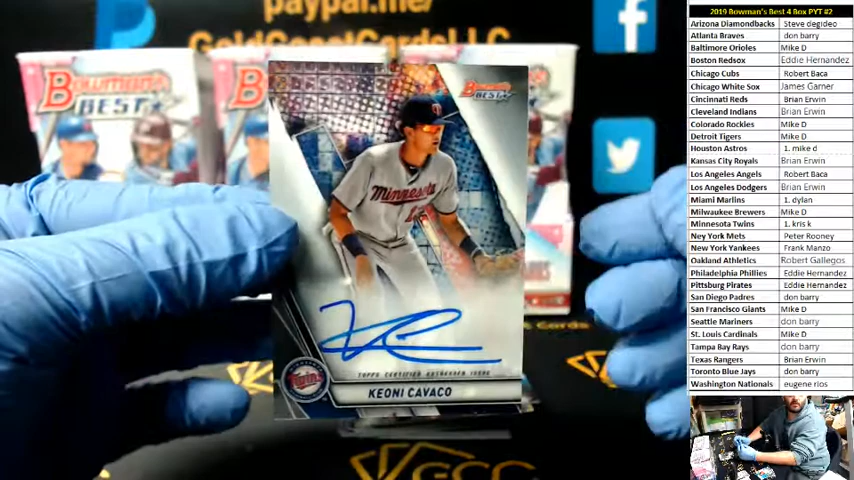 paypal.me/
GoldCoastCardsLLC
Bowman's
BEST
B
Bowman's
BEST
Minnesota
TOPPS CERTIFIED AUTOGRAPH ISSUE
Twins
KEONI CAVACO
GCC
2019 Bowman's Best 4 Box PYT #2
Arizona Diamondbacks Steve degideo
Atlanta Braves don barry
Baltimore Orioles Mike D
Boston Redsox Eddie Hernandez
Chicago Cubs Robert Baca
Chicago White Sox James Garner
Cincinnati Reds Brian Erwin
Cleveland Indians Brian Erwin
Colorado Rockies Mike D
Detroit Tigers Mike D
Houston Astros 1. mike d
Kansas City Royals Brian Erwin
Los Angeles Angels Robert Baca
Los Angeles Dodgers Brian Erwin
Miami Marlins 1. dylan
Milwaukee Brewers Mike D
Minnesota Twins 1. kris k
Ney York Mets Peter Rooney
New York Yankees Frank Manzo
Oakland Athletics Robert Gallegos
Philadelphia Phillies Eddie Hernandez
Pittsburg Pirates Eddie Hernandez
San Diego Padres don barry
San Francisco Giants Mike D
Seattle Mariners don barry
St. Louis Cardinals Mike D
Tampa Bay Rays don barry
Texas Rangers Brian Erwin
Toronto Blue Jays don barry
Washington Nationals eugene rios